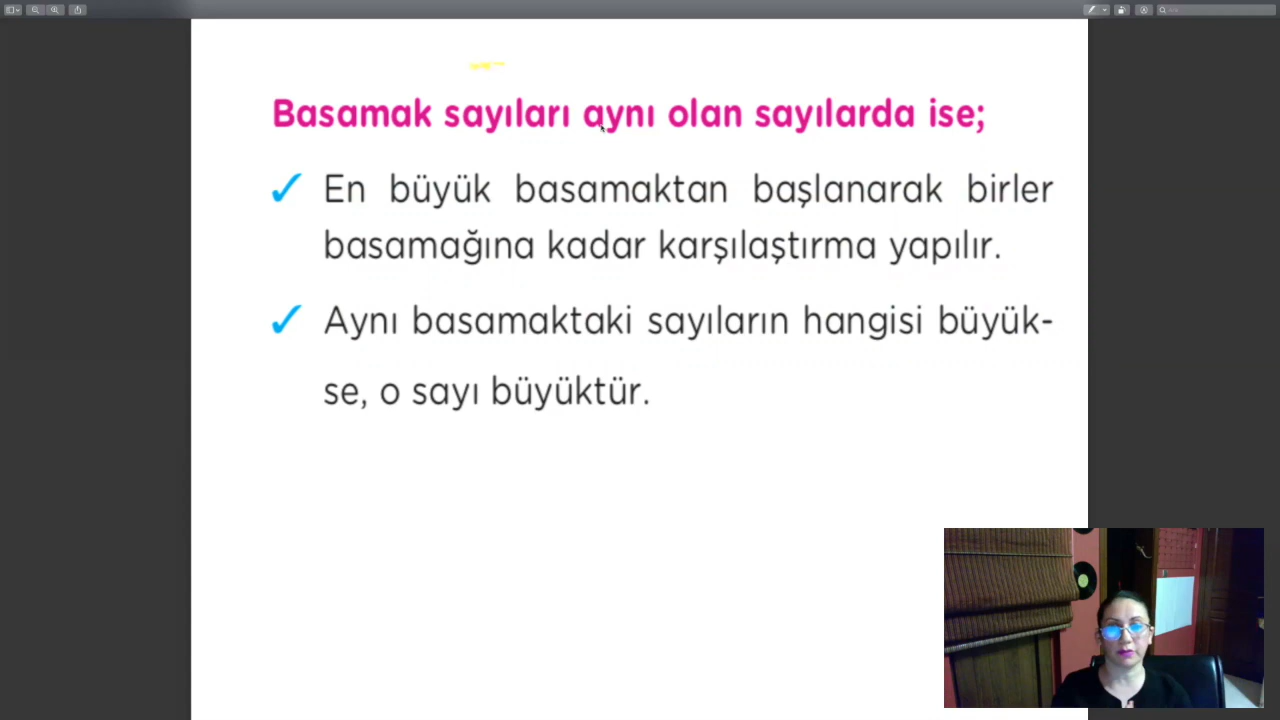 Basamak sayıları aynı olan sayılarda ise;
✓ En büyük basamaktan başlanarak birler
basamağına kadar karşılaştırma yapılır.
✓ Aynı basamaktaki sayıların hangisi büyük-
se, o sayı büyüktür.